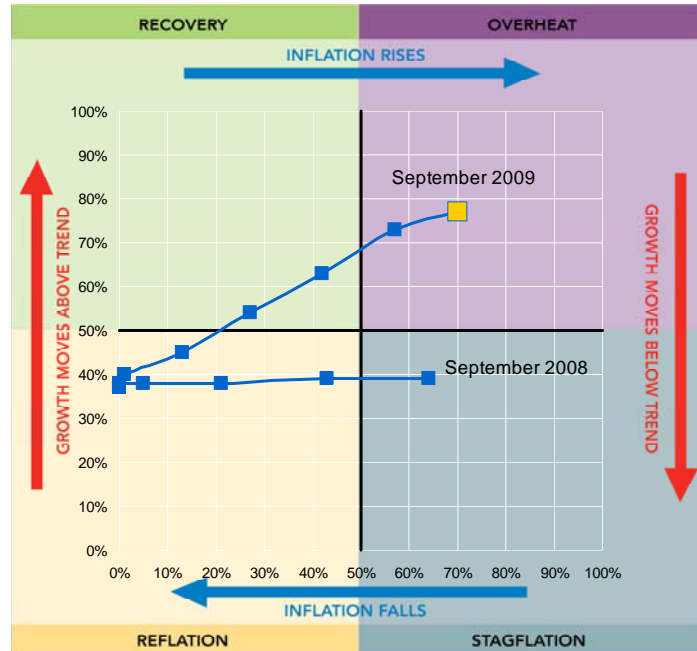 RECOVERY
OVERHEAT
INFLATION RISES
100%
90%
80%
70%
60%
50%
40%
30%
20%
10%
0%
GROWTH MOVES ABOVE TREND
September 2009
September 2008
GROWTH MOVES BELOW TREND
0% 10% 20% 30% 40% 50% 60% 70% 80% 90% 100%
INFLATION FALLS
REFLATION
STAGFLATION